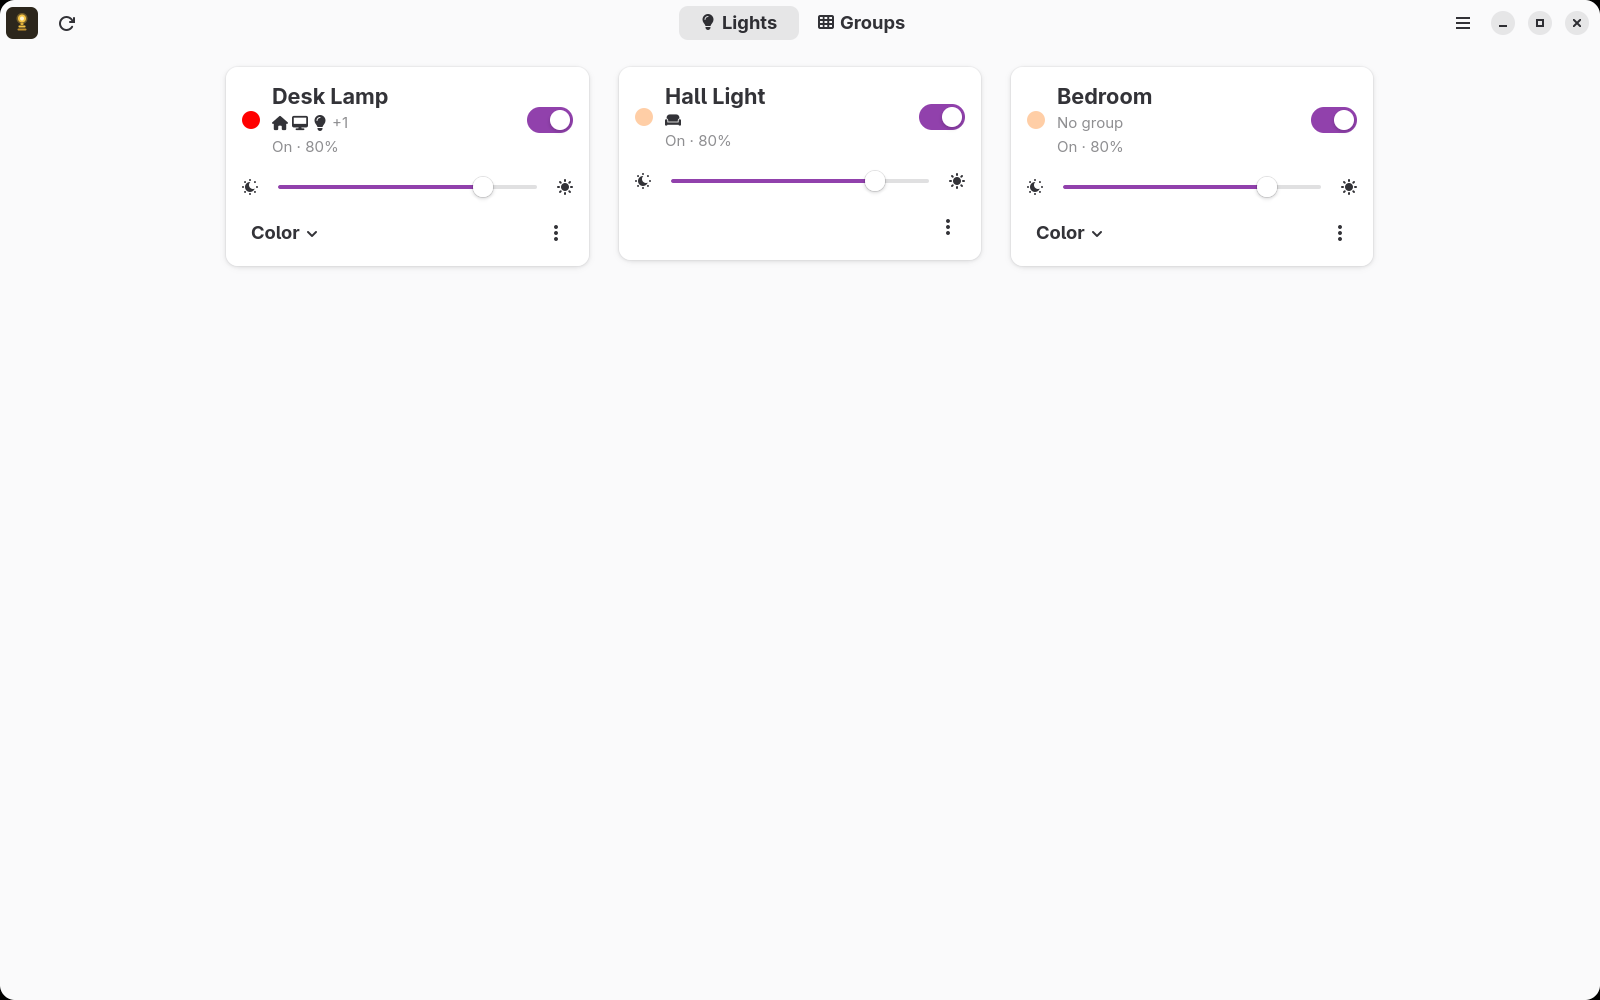 Lights
Groups
Desk Lamp
+1
On · 80%
Color
Hall Light
On · 80%
Bedroom
No group
On · 80%
Color